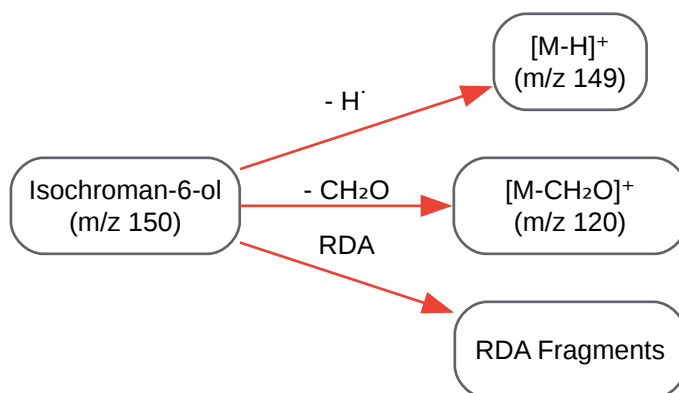 [M-H]⁺
(m/z 149)
- H˙
Isochroman-6-ol
(m/z 150)
- CH₂O
[M-CH₂O]⁺
(m/z 120)
RDA
RDA Fragments